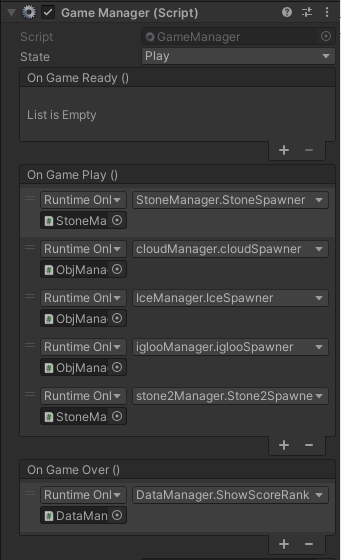 Game Manager (Script)
Script GameManager
State Play
On Game Ready ()
List is Empty
On Game Play ()
Runtime Onl StoneManager.StoneSpawner
StoneMa
Runtime Onl cloudManager.cloudSpawner
ObjMana
Runtime Onl IceManager.IceSpawner
ObjMana
Runtime Onl iglooManager.iglooSpawner
ObjMana
Runtime Onl stone2Manager.Stone2Spawne
StoneMa
On Game Over ()
Runtime Onl DataManager.ShowScoreRank
DataMan